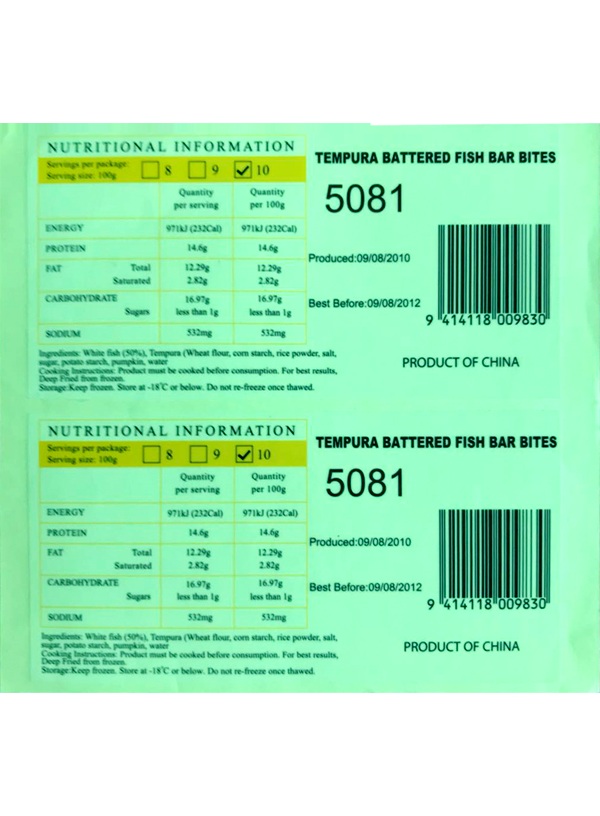 NUTRITIONAL INFORMATION
Servings per package: 8 9 10
Serving size: 100g
Quantity per serving Quantity per 100g
ENERGY 971kJ (232Cal) 971kJ (232Cal)
PROTEIN 14.6g 14.6g
FAT Total 12.29g 12.29g
Saturated 2.82g 2.82g
CARBOHYDRATE 16.97g 16.97g
Sugars less than 1g less than 1g
SODIUM 532mg 532mg
Ingredients: White fish (50%), Tempura (Wheat flour, corn starch, rice powder, salt,
sugar, potato starch, pumpkin, water
Cooking Instructions: Product must be cooked before consumption. For best results,
Deep Fried from frozen.
Storage:Keep frozen. Store at -18°C or below. Do not re-freeze once thawed.
TEMPURA BATTERED FISH BAR BITES
5081
Produced:09/08/2010
Best Before:09/08/2012
9 414118 009830
PRODUCT OF CHINA
NUTRITIONAL INFORMATION
Servings per package: 8 9 10
Serving size: 100g
Quantity per serving Quantity per 100g
ENERGY 971kJ (232Cal) 971kJ (232Cal)
PROTEIN 14.6g 14.6g
FAT Total 12.29g 12.29g
Saturated 2.82g 2.82g
CARBOHYDRATE 16.97g 16.97g
Sugars less than 1g less than 1g
SODIUM 532mg 532mg
Ingredients: White fish (50%), Tempura (Wheat flour, corn starch, rice powder, salt,
sugar, potato starch, pumpkin, water
Cooking Instructions: Product must be cooked before consumption. For best results,
Deep Fried from frozen.
Storage:Keep frozen. Store at -18°C or below. Do not re-freeze once thawed.
TEMPURA BATTERED FISH BAR BITES
5081
Produced:09/08/2010
Best Before:09/08/2012
9 414118 009830
PRODUCT OF CHINA